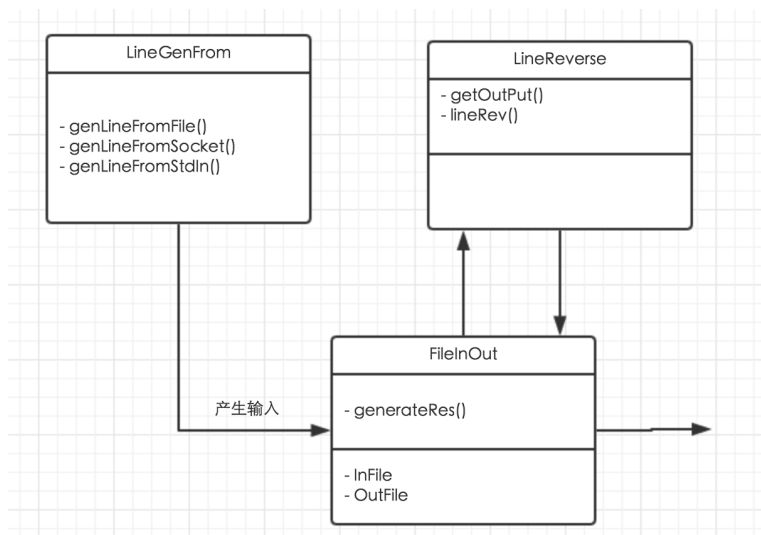 LineGenFrom
- genLineFromFile()
- genLineFromSocket()
- genLineFromStdIn()
LineReverse
- getOutPut()
- lineRev()
产生输入
FileInOut
- generateRes()
- InFile
- OutFile